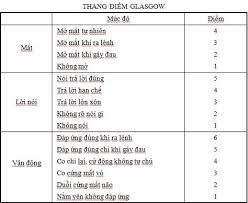 THANG ĐIỂM GLASGOW
Mức độ Điểm
Mắt
Mở mắt tự nhiên 4
Mở mắt khi ra lệnh 3
Mở mắt khi gây đau 2
Không mở 1
Lời nói
Nói trả lời đúng 5
Trả lời hạn chế 4
Trả lời lộn xộn 3
Không rõ nói gì 2
Không nói 1
Vận động
Đáp ứng đúng khi ra lệnh 6
Đáp ứng đúng chi khi gây đau 5
Co chi lại, cử động không tự chủ 4
Co cứng mất vỏ 3
Duỗi cứng mất não 2
Nằm yên không đáp ứng 1